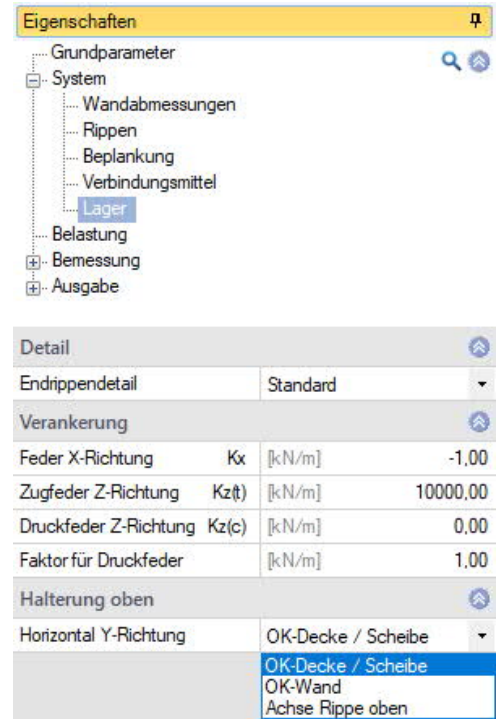 Eigenschaften
Grundparameter
System
Wandabmessungen
Rippen
Beplankung
Verbindungsmittel
Lager
Belastung
Bemessung
Ausgabe
Detail
Endrippendetail Standard
Verankerung
Feder X-Richtung Kx [kN/m] -1,00
Zugfeder Z-Richtung Kz(t) [kN/m] 10000,00
Druckfeder Z-Richtung Kz(c) [kN/m] 0,00
Faktor für Druckfeder [kN/m] 1,00
Halterung oben
Horizontal Y-Richtung OK-Decke / Scheibe
OK-Decke / Scheibe
OK-Wand
Achse Rippe oben